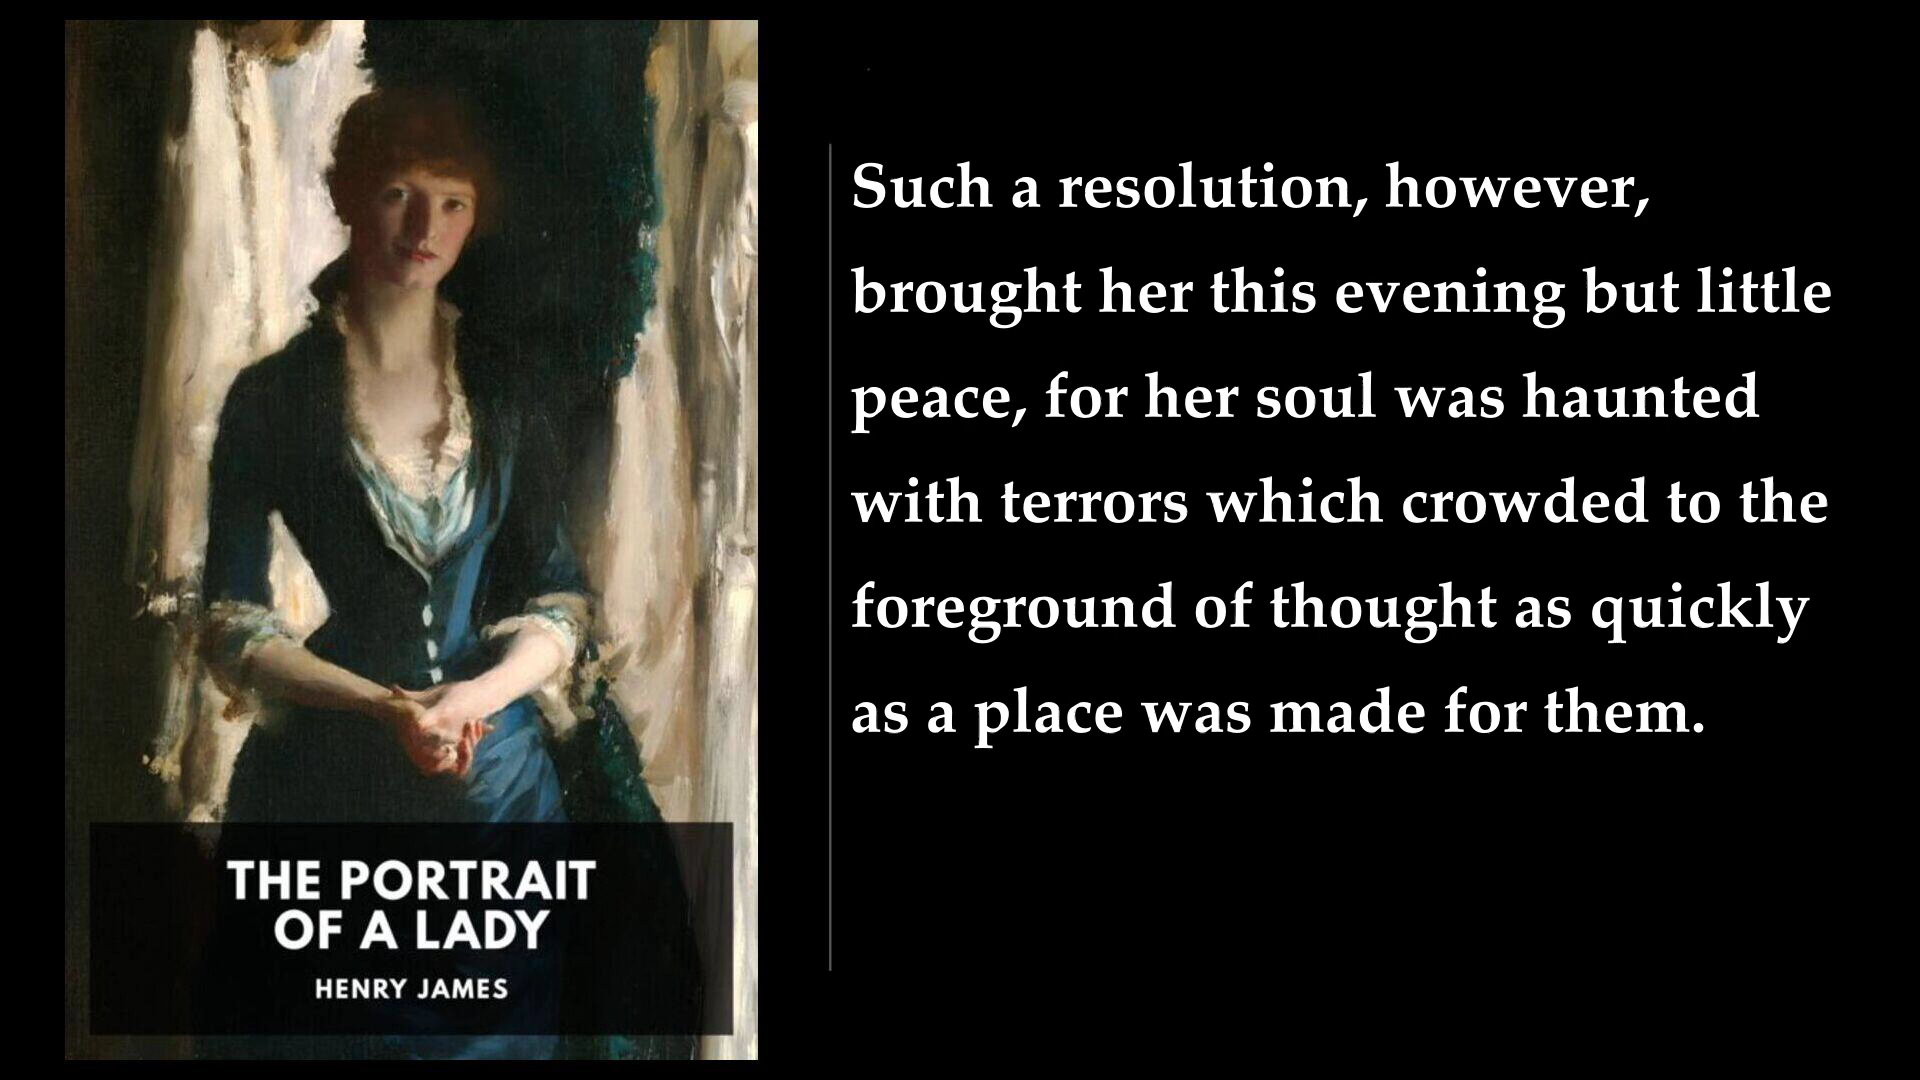 Such a resolution, however,
brought her this evening but little
peace, for her soul was haunted
with terrors which crowded to the
foreground of thought as quickly
as a place was made for them.
THE PORTRAIT
OF A LADY
HENRY JAMES